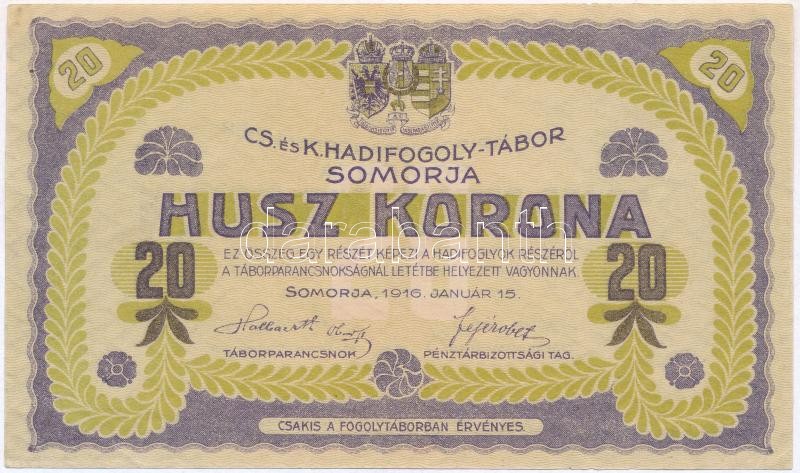 20 20
CS. ÉS K. HADIFOGOLY-TÁBOR
SOMORJA
HUSZ KORONA
darabanth
20 20
EZ ÖSSZEG EGY RÉSZÉT KÉPEZI A HADIFOGLYOK RÉSZÉRŐL
A TÁBORPARANCSNOKSÁGNÁL LETÉTBE HELYEZETT VAGYONNAK.
SOMORJA, 1916. JANUÁR 15.
TÁBORPARANCSNOK. PÉNZTÁRBIZOTTSÁGI TAG.
CSAKIS A FOGOLYTÁBORBAN ÉRVÉNYES.